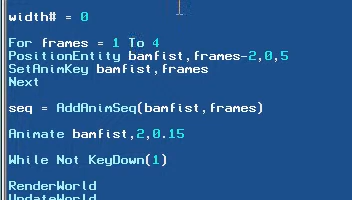 width# = 0
For frames = 1 To 4
PositionEntity bamfist,frames-2,0,5
SetAnimKey bamfist,frames
Next
seq = AddAnimSeq(bamfist,frames)
Animate bamfist,2,0.15
While Not KeyDown(1)
RenderWorld
UpdateWorld